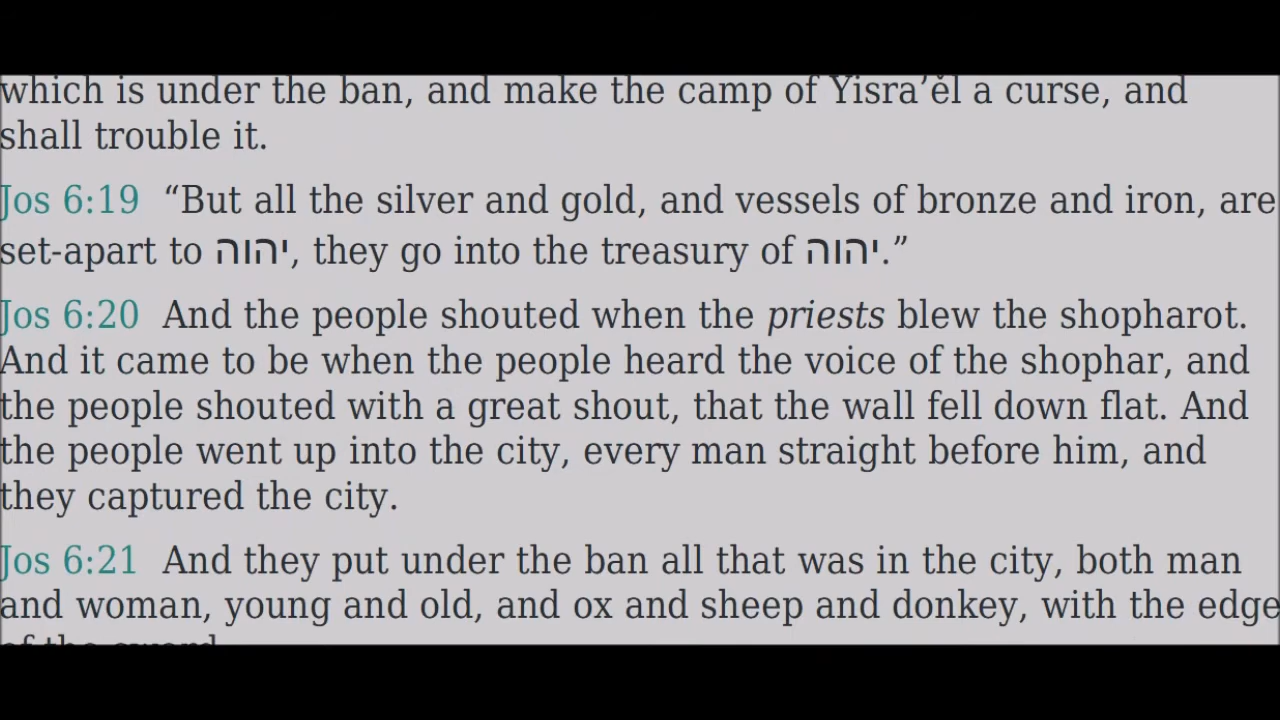 which is under the ban, and make the camp of Yisra’ĕl a curse, and
shall trouble it.
Jos 6:19 “But all the silver and gold, and vessels of bronze and iron, are
set-apart to יהוה, they go into the treasury of יהוה.”
Jos 6:20 And the people shouted when the priests blew the shopharot.
And it came to be when the people heard the voice of the shophar, and
the people shouted with a great shout, that the wall fell down flat. And
the people went up into the city, every man straight before him, and
they captured the city.
Jos 6:21 And they put under the ban all that was in the city, both man
and woman, young and old, and ox and sheep and donkey, with the edge
of the sword